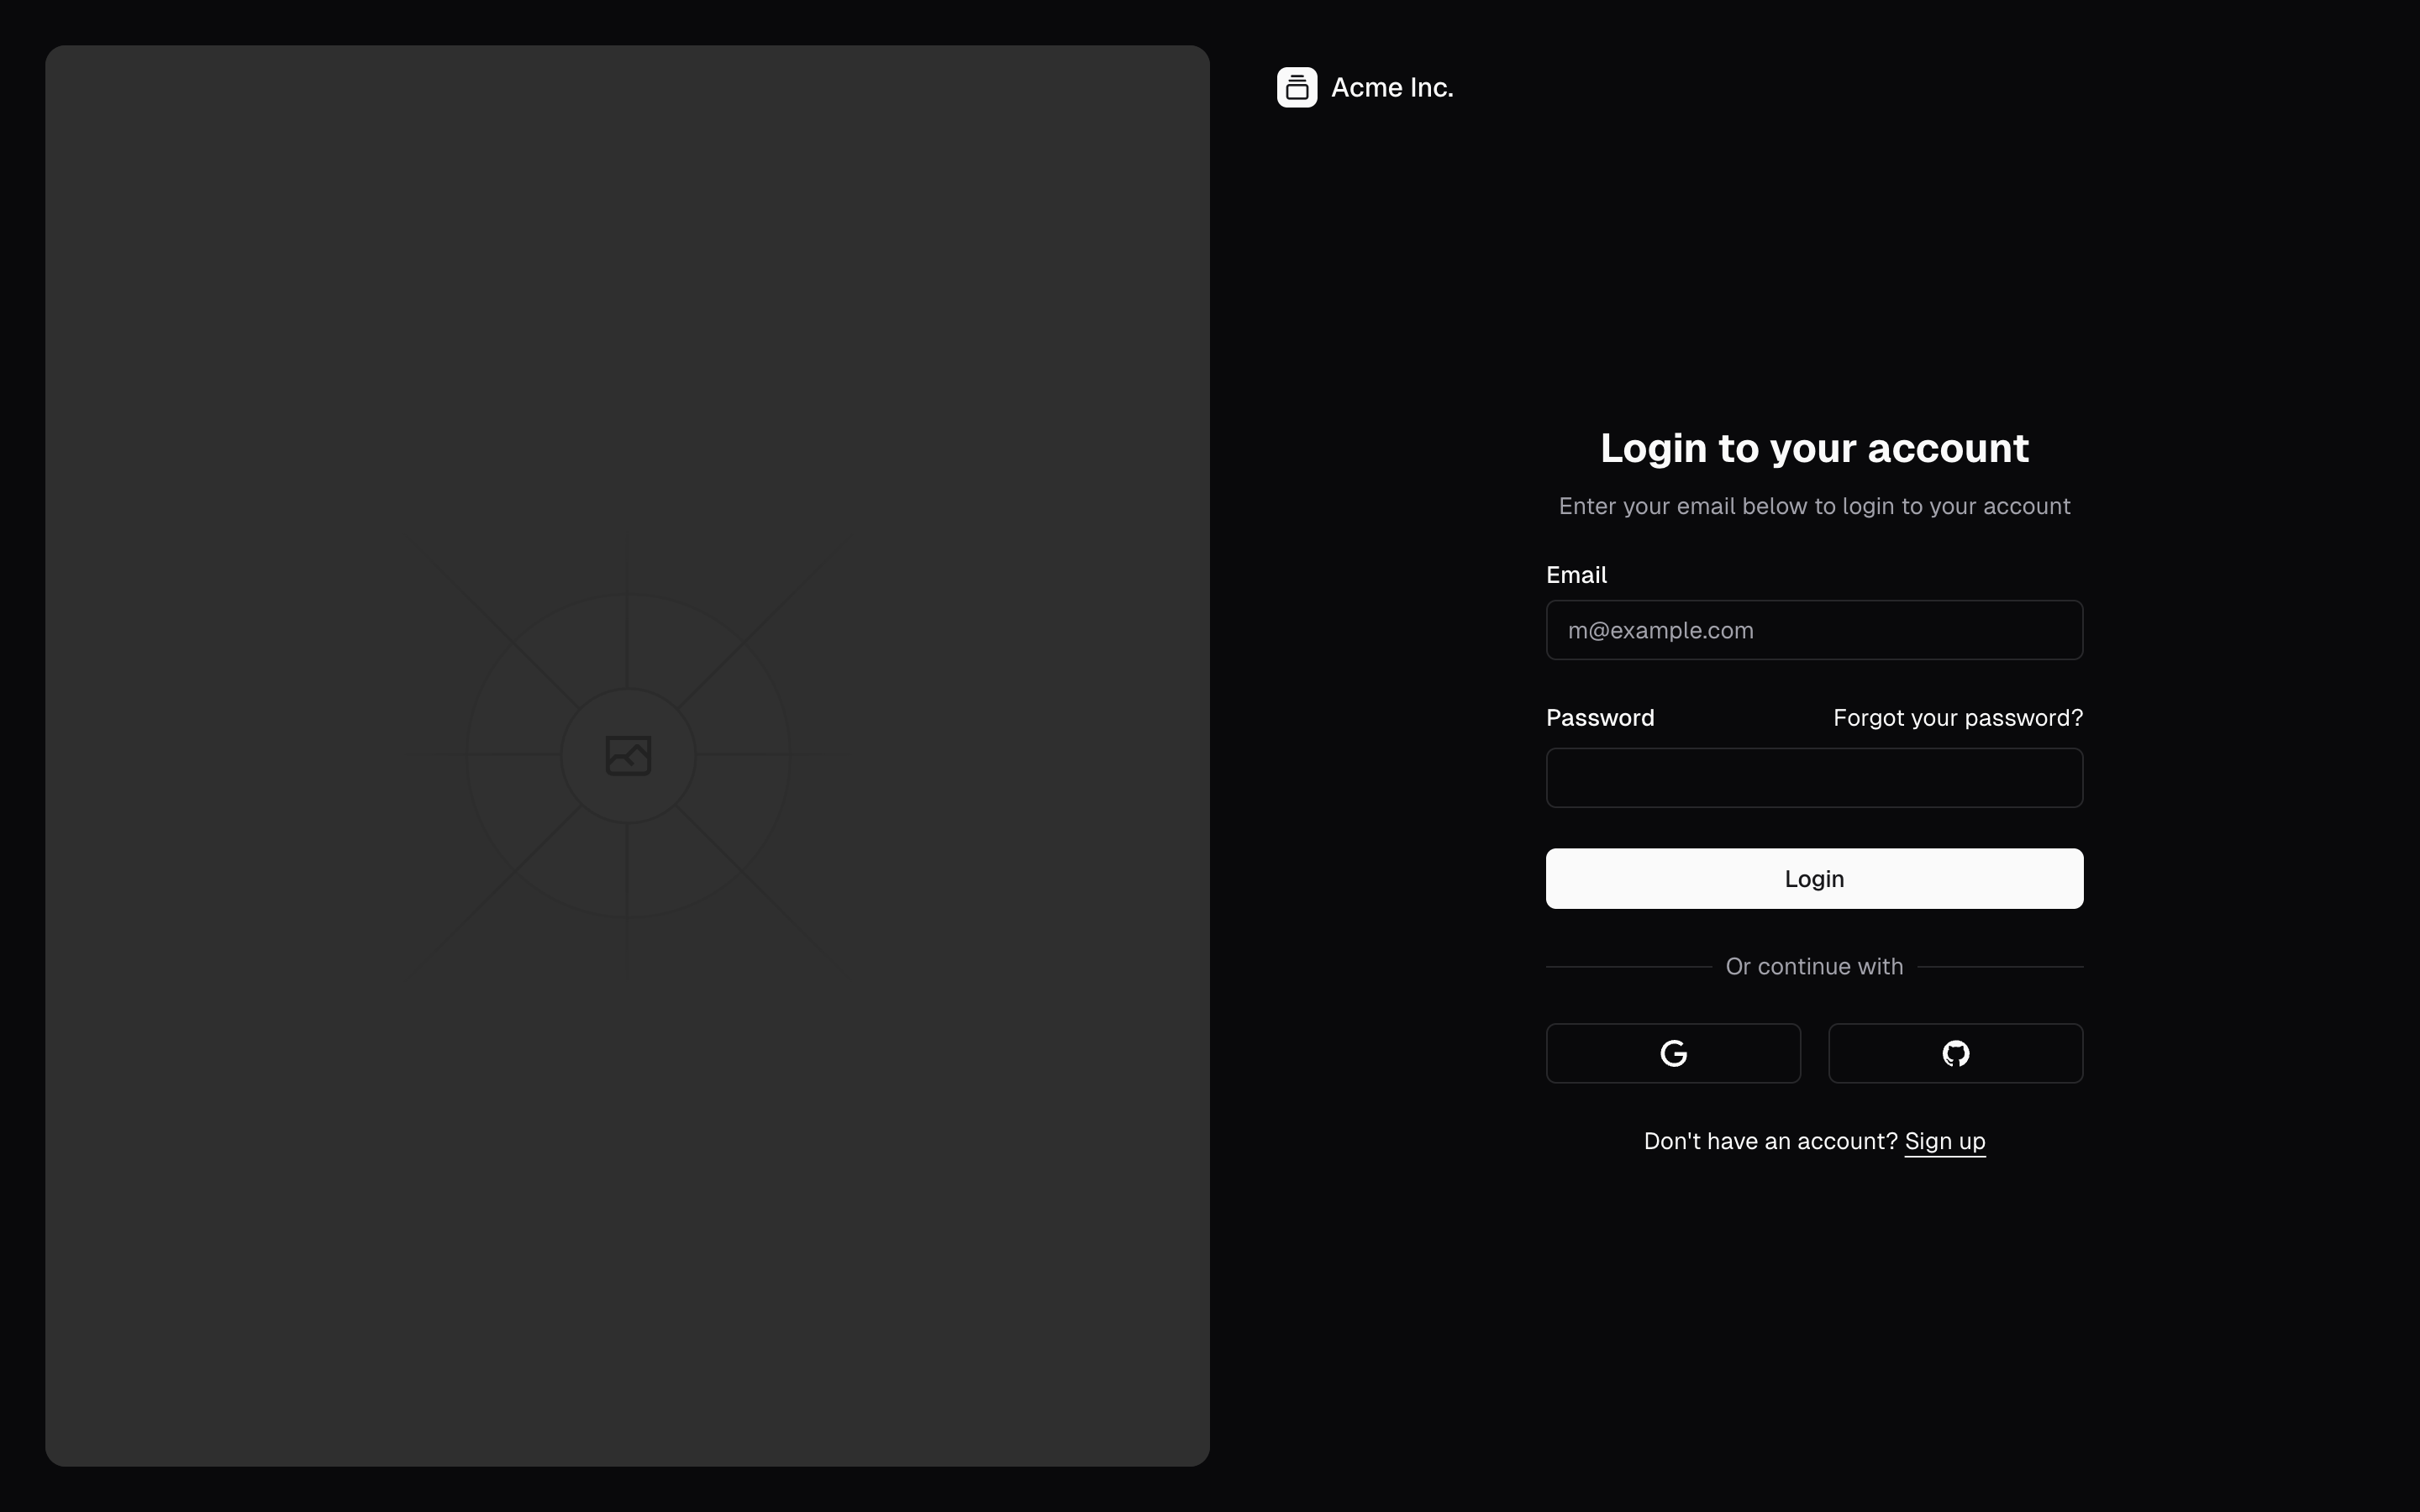 Acme Inc.
Login to your account
Enter your email below to login to your account
Email
m@example.com
Password
Forgot your password?
Login
Or continue with
Don't have an account? Sign up